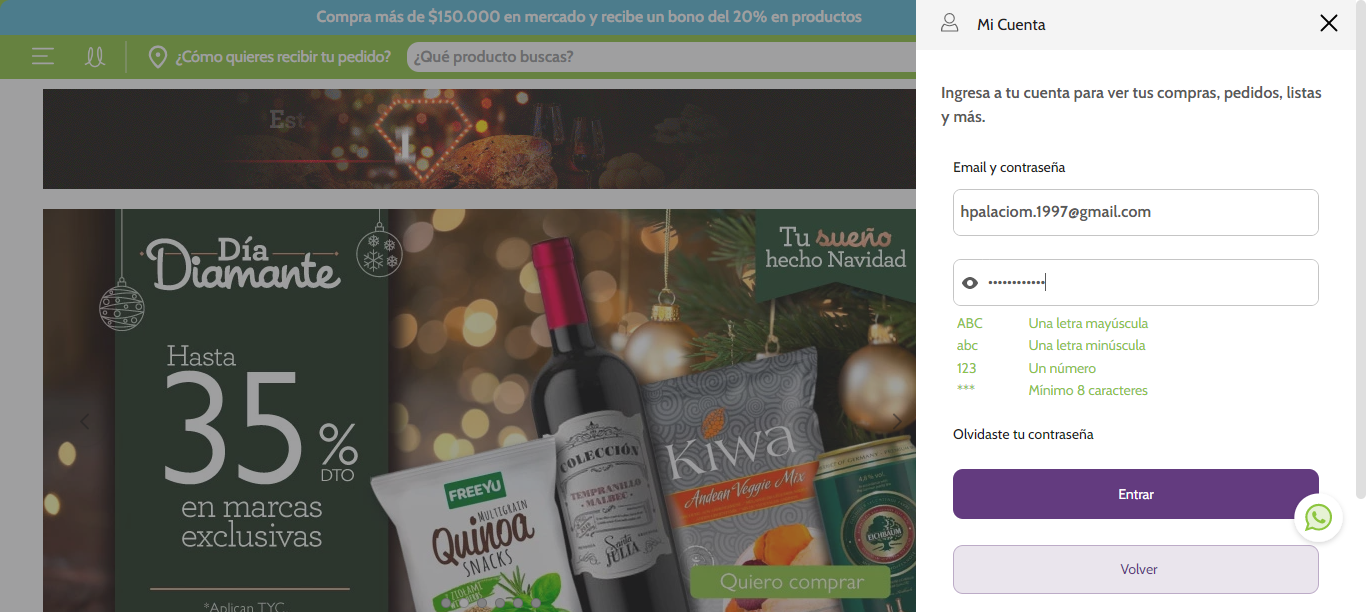 Compra más de $150.000 en mercado y recibe un bono del 20% en productos
¿Cómo quieres recibir tu pedido?
¿Qué producto buscas?
Est
1
Día
Diamante
Hasta
35%
DTO
en marcas
exclusivas
*Aplican TYC
Tu sueño
hecho Navidad
COLECCIÓN
TEMPRANILLO
MALBEC
Santa
JULIA
FREEYU
MULTIGRAIN
Quinoa
SNACKS
Kiwa
Andean Veggie Mix
EICHBAUM
Quiero comprar
Mi Cuenta
Ingresa a tu cuenta para ver tus compras, pedidos, listas
y más.
Email y contraseña
hpalaciom.1997@gmail.com
••••••••••••
ABC Una letra mayúscula
abc Una letra minúscula
123 Un número
*** Mínimo 8 caracteres
Olvidaste tu contraseña
Entrar
Volver